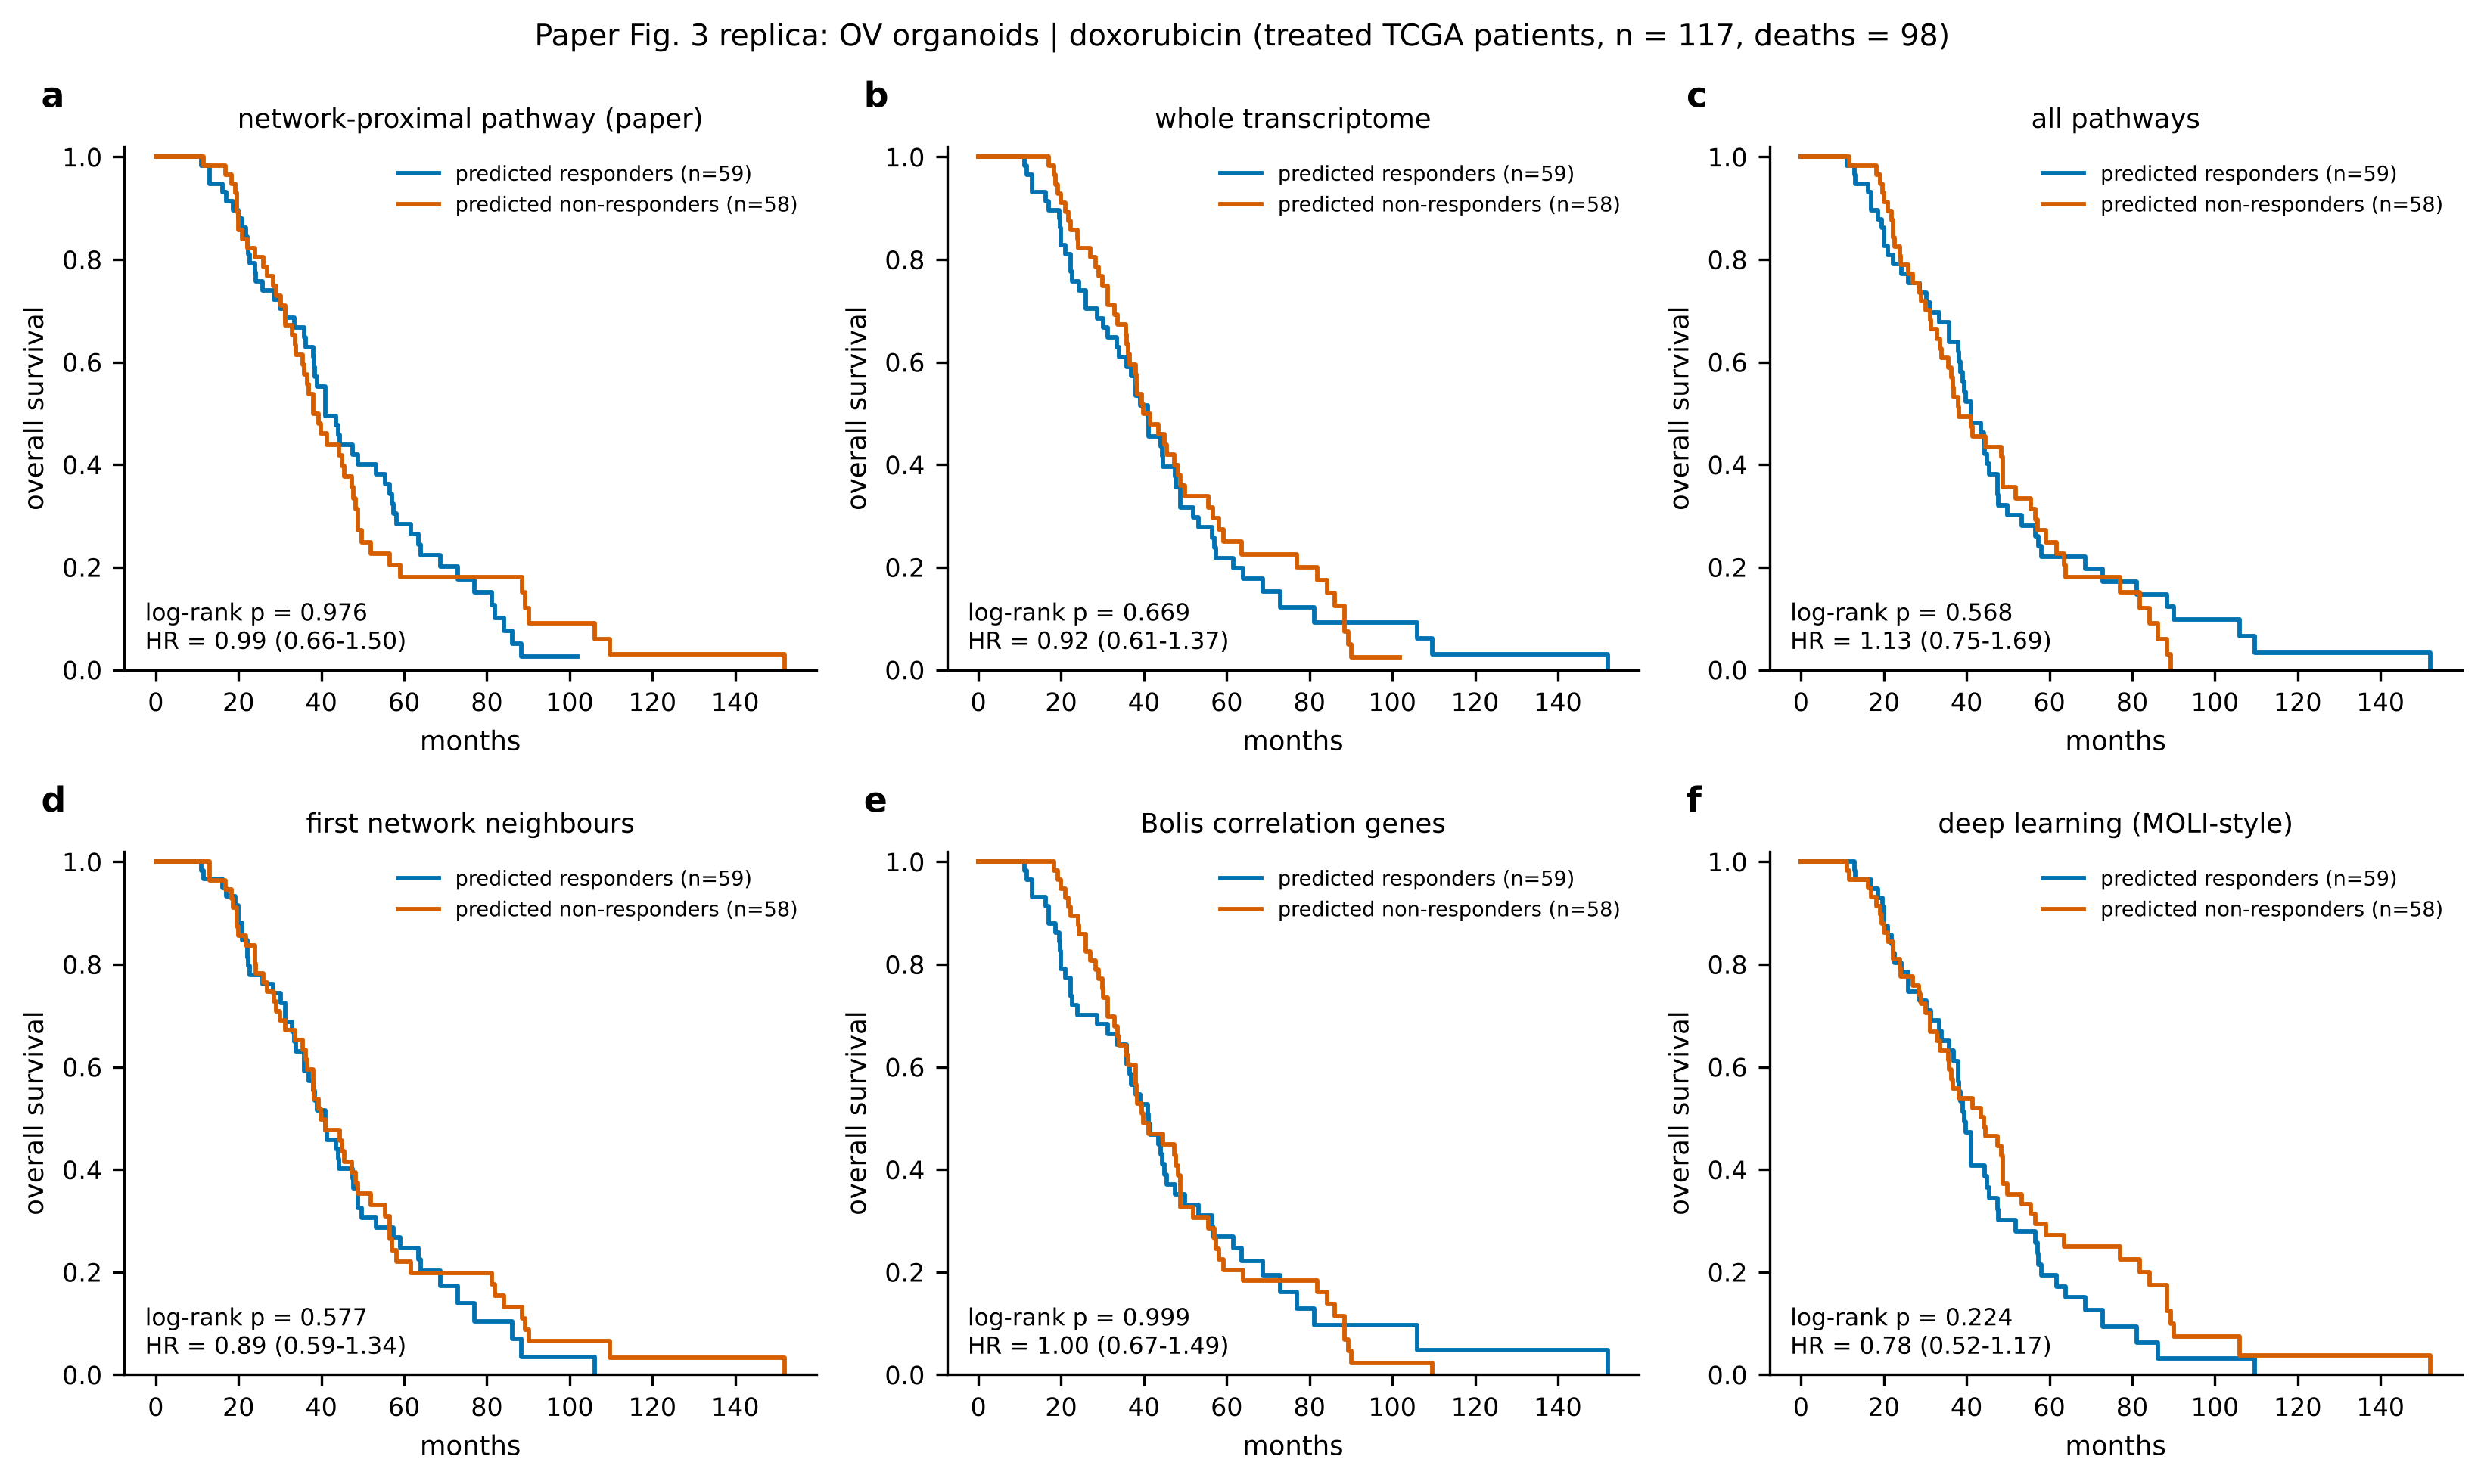 Paper Fig. 3 replica: OV organoids | doxorubicin (treated TCGA patients, n = 117, deaths = 98)
a
network-proximal pathway (paper)
predicted responders (n=59)
predicted non-responders (n=58)
overall survival
1.0
0.8
0.6
0.4
0.2
0.0
log-rank p = 0.976
HR = 0.99 (0.66-1.50)
0 20 40 60 80 100 120 140
months
b
whole transcriptome
predicted responders (n=59)
predicted non-responders (n=58)
overall survival
1.0
0.8
0.6
0.4
0.2
0.0
log-rank p = 0.669
HR = 0.92 (0.61-1.37)
0 20 40 60 80 100 120 140
months
c
all pathways
predicted responders (n=59)
predicted non-responders (n=58)
overall survival
1.0
0.8
0.6
0.4
0.2
0.0
log-rank p = 0.568
HR = 1.13 (0.75-1.69)
0 20 40 60 80 100 120 140
months
d
first network neighbours
predicted responders (n=59)
predicted non-responders (n=58)
overall survival
1.0
0.8
0.6
0.4
0.2
0.0
log-rank p = 0.577
HR = 0.89 (0.59-1.34)
0 20 40 60 80 100 120 140
months
e
Bolis correlation genes
predicted responders (n=59)
predicted non-responders (n=58)
overall survival
1.0
0.8
0.6
0.4
0.2
0.0
log-rank p = 0.999
HR = 1.00 (0.67-1.49)
0 20 40 60 80 100 120 140
months
f
deep learning (MOLI-style)
predicted responders (n=59)
predicted non-responders (n=58)
overall survival
1.0
0.8
0.6
0.4
0.2
0.0
log-rank p = 0.224
HR = 0.78 (0.52-1.17)
0 20 40 60 80 100 120 140
months